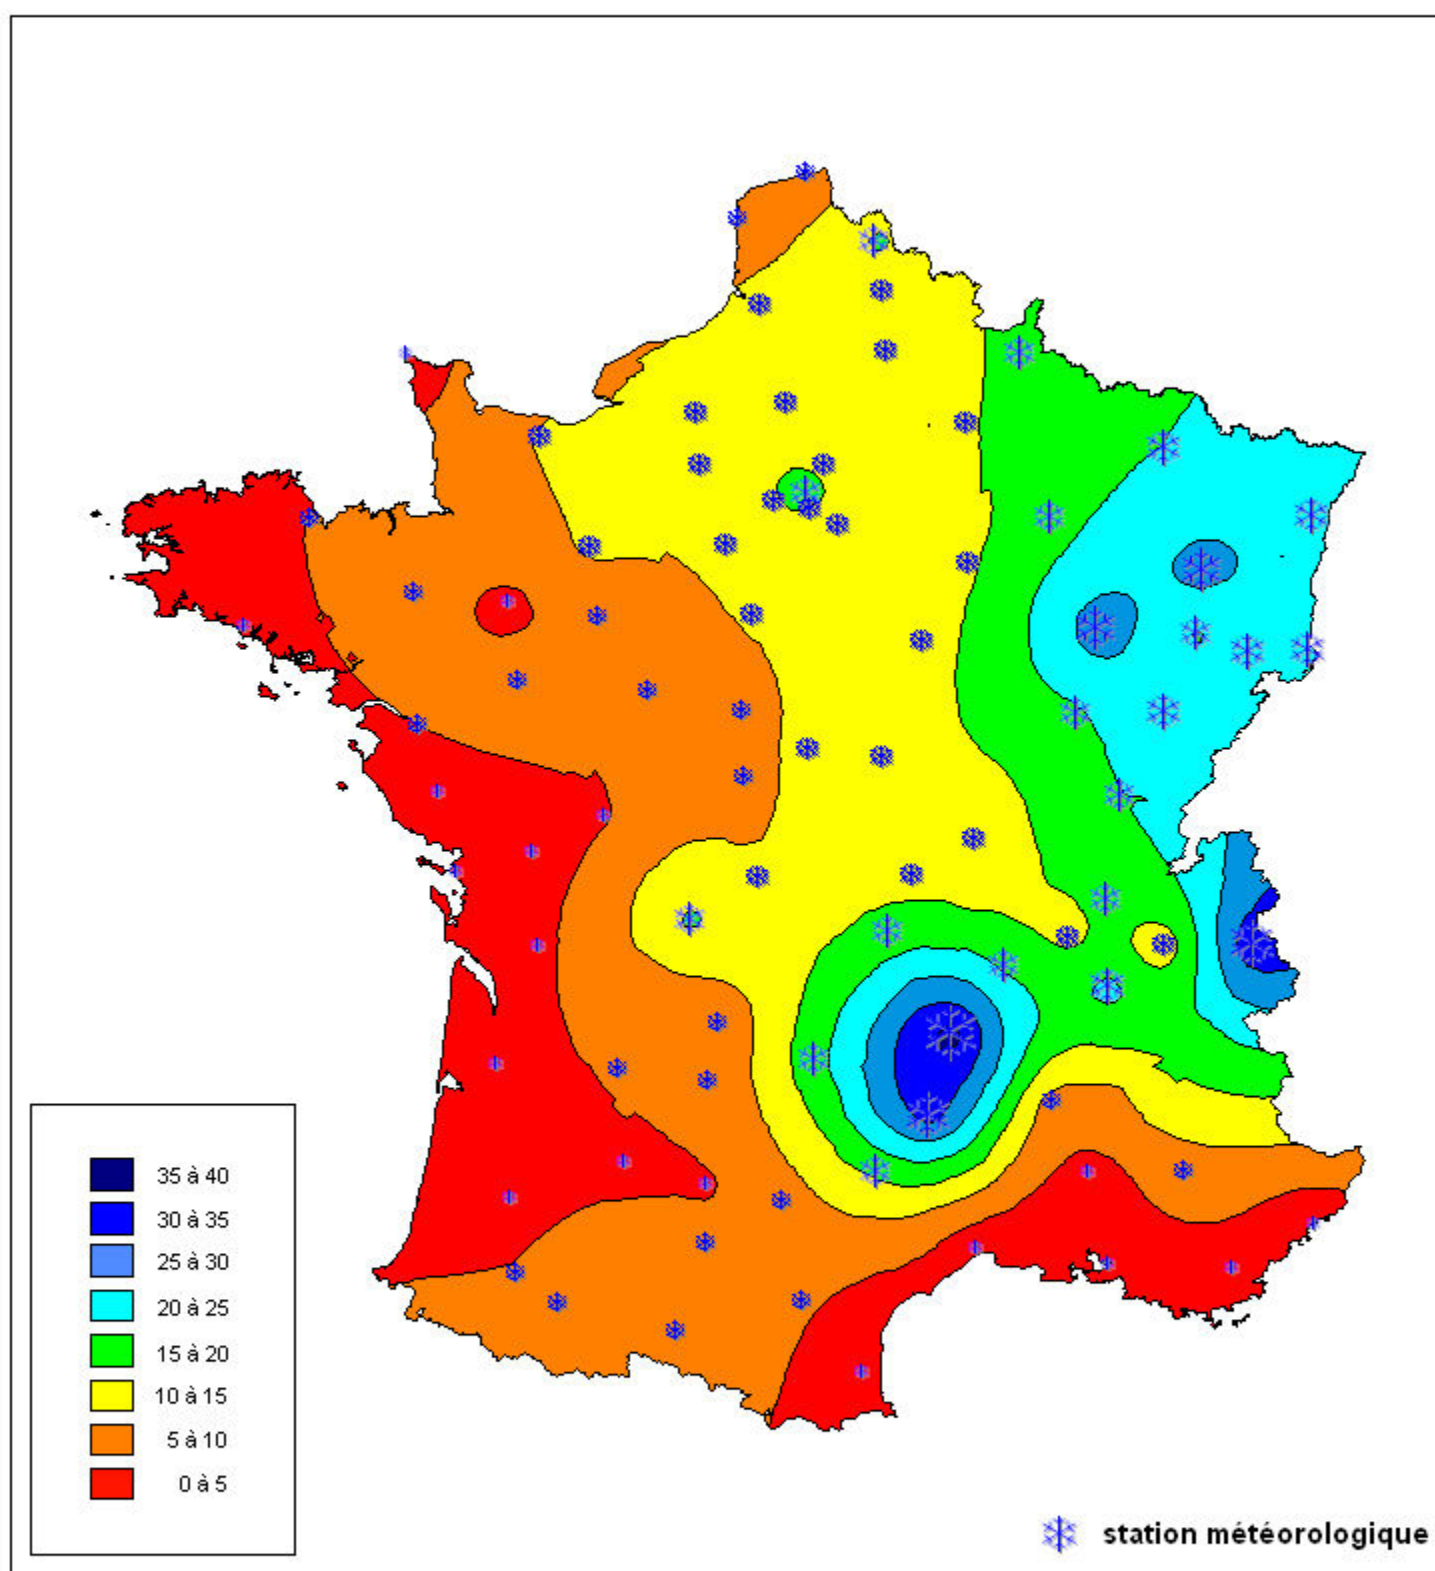 35 à 40
30 à 35
25 à 30
20 à 25
15 à 20
10 à 15
5 à 10
0 à 5
station météorologique